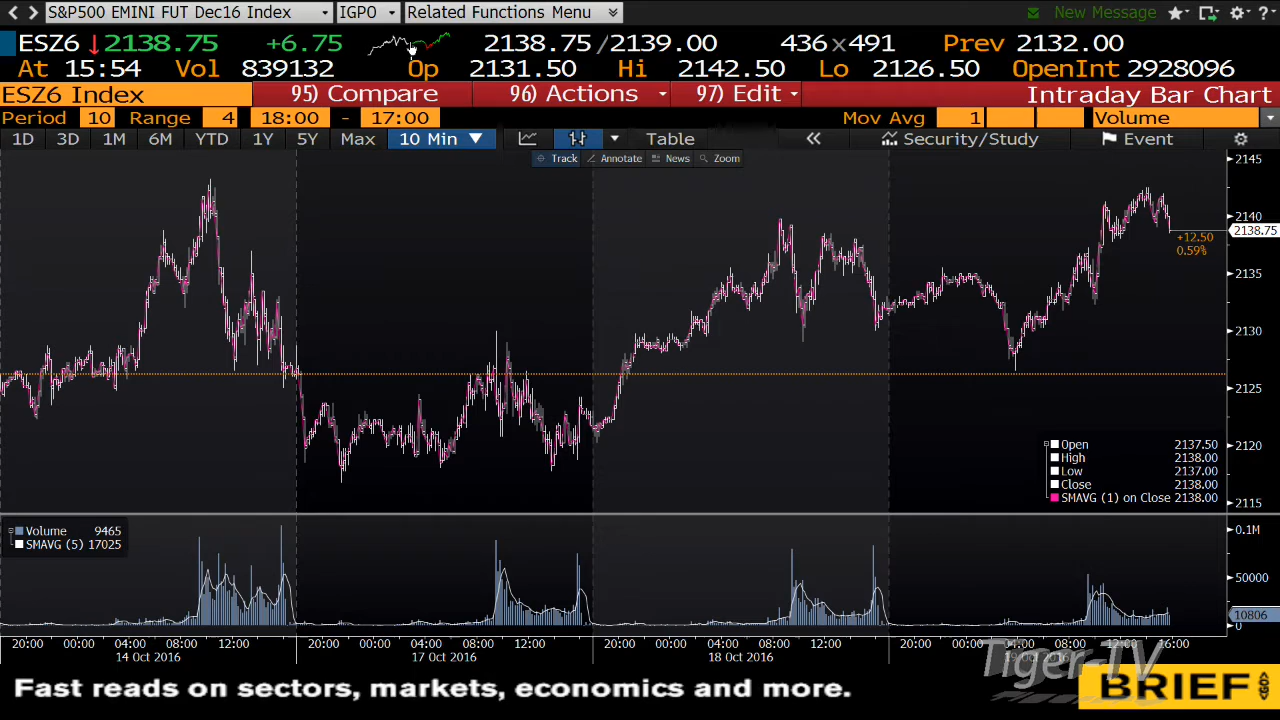 S&P500 EMINI FUT Dec16 Index IGPO Related Functions Menu New Message
ESZ6 2138.75 +6.75 2138.75/2139.00 436x491 Prev 2132.00
At 15:54 Vol 839132 Op 2131.50 Hi 2142.50 Lo 2126.50 OpenInt 2928096
ESZ6 Index 95) Compare 96) Actions 97) Edit Intraday Bar Chart
Period 10 Range 4 18:00 - 17:00 Mov Avg 1 Volume
1D 3D 1M 6M YTD 1Y 5Y Max 10 Min Table Security/Study Event
Track Annotate News Zoom
2145
2140
2138.75
+12.50
0.59%
2135
2130
2125
2120
2115
Open 2137.50
High 2138.00
Low 2137.00
Close 2138.00
SMAVG (1) on Close 2138.00
Volume 9465
SMAVG (5) 17025
0.1M
50000
10806
0
20:00 00:00 04:00 08:00 12:00 20:00 00:00 04:00 08:00 12:00 20:00 00:00 04:00 08:00 12:00 20:00 00:00 04:00 08:00 12:00 16:00
14 Oct 2016 17 Oct 2016 18 Oct 2016 19 Oct 2016
Tiger-TV
Fast reads on sectors, markets, economics and more.
BRIEF GO